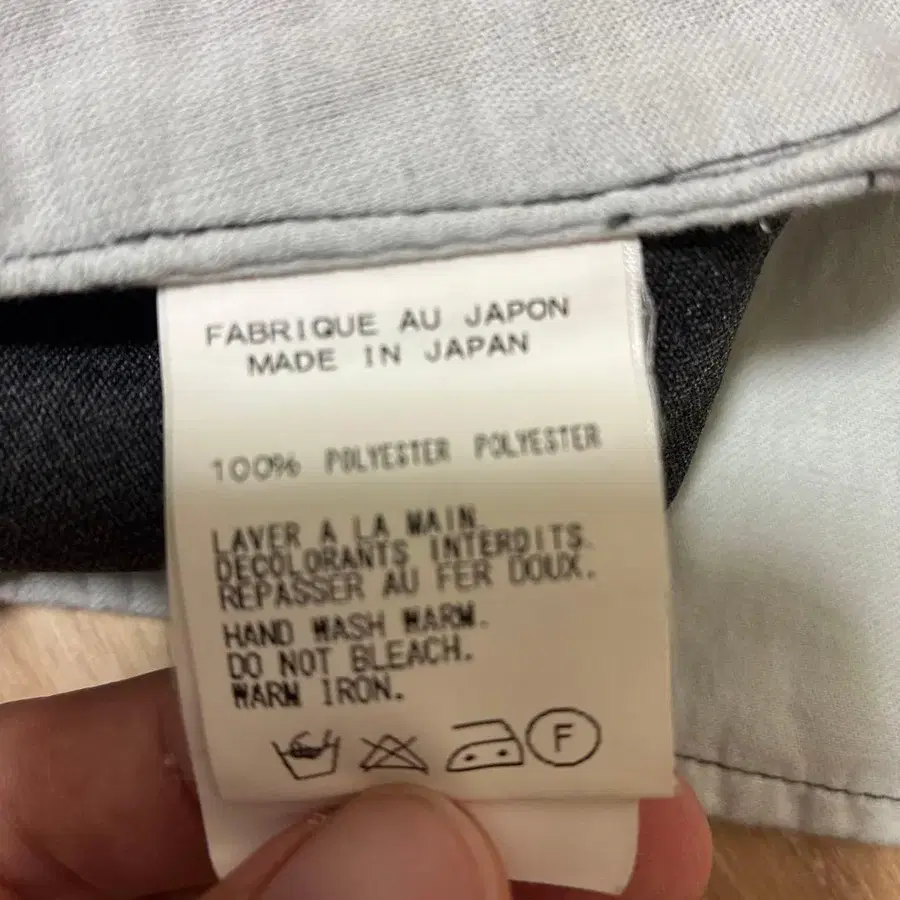 FABRIQUE AU JAPON
MADE IN JAPAN
100% POLYESTER POLYESTER
LAVER A LA MAIN.
DECOLORANTS INTERDITS.
REPASSER AU FER DOUX.
HAND WASH WARM.
DO NOT BLEACH.
WARM IRON.
F